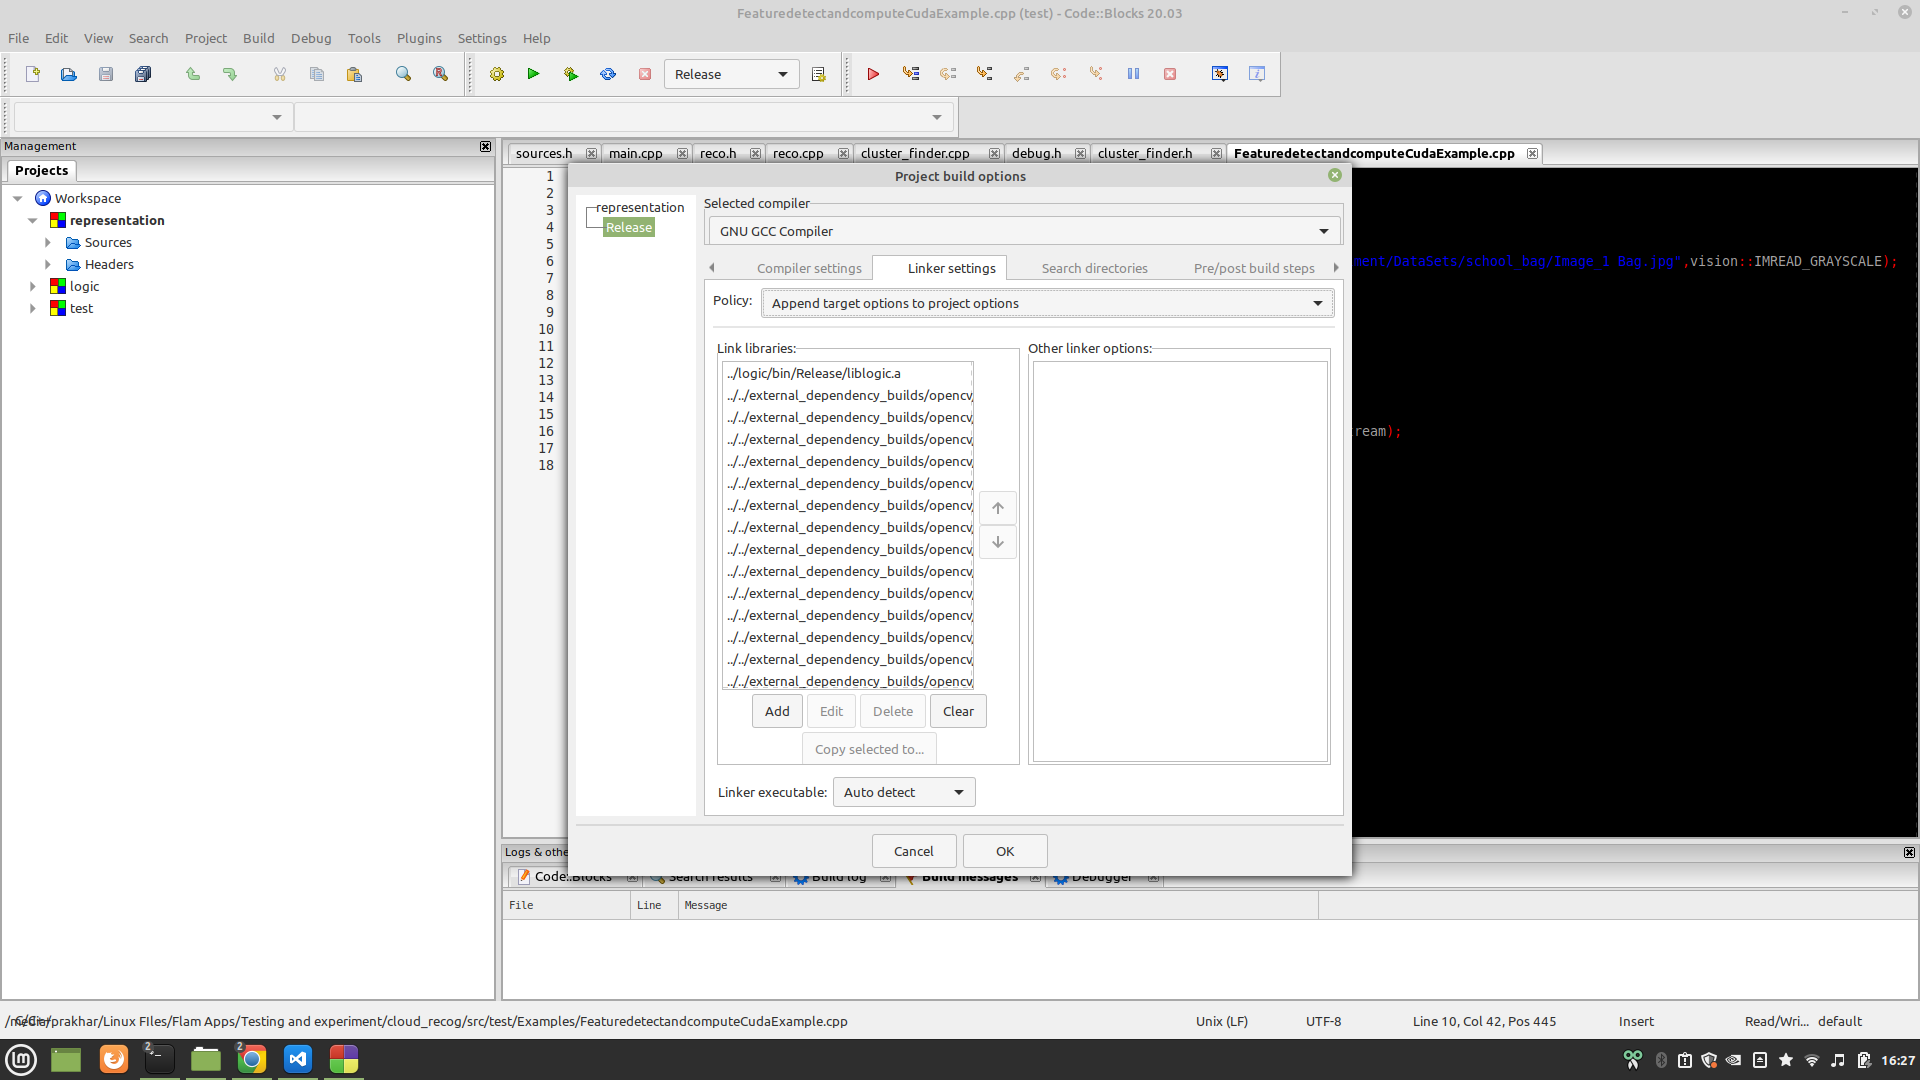 FeaturedetectandcomputeCudaExample.cpp (test) - Code::Blocks 20.03
File Edit View Search Project Build Debug Tools Plugins Settings Help
Release
Management
Projects
Workspace
representation
Sources
Headers
logic
test
sources.h main.cpp reco.h reco.cpp cluster_finder.cpp debug.h cluster_finder.h FeaturedetectandcomputeCudaExample.cpp
1
2
3
4
5
6
7
8
9
10
11
12
13
14
15
16
17
18
ment/DataSets/school_bag/Image_1 Bag.jpg",vision::IMREAD_GRAYSCALE);
ream);
Project build options
representation
Release
Selected compiler
GNU GCC Compiler
Compiler settings Linker settings Search directories Pre/post build steps
Policy: Append target options to project options
Link libraries:
../logic/bin/Release/liblogic.a
../../external_dependency_builds/opencv/
../../external_dependency_builds/opencv/
../../external_dependency_builds/opencv/
../../external_dependency_builds/opencv/
../../external_dependency_builds/opencv/
../../external_dependency_builds/opencv/
../../external_dependency_builds/opencv/
../../external_dependency_builds/opencv/
../../external_dependency_builds/opencv/
../../external_dependency_builds/opencv/
../../external_dependency_builds/opencv/
../../external_dependency_builds/opencv/
../../external_dependency_builds/opencv/
../../external_dependency_builds/opencv/
Other linker options:
Add Edit Delete Clear
Copy selected to...
Linker executable: Auto detect
Cancel OK
Logs & othe
Code::Blocks Search results Build log Build messages Debugger
File Line Message
prakhar/Linux FIles/Flam Apps/Testing and experiment/cloud_recog/src/test/Examples/FeaturedetectandcomputeCudaExample.cpp
Unix (LF) UTF-8 Line 10, Col 42, Pos 445 Insert Read/Wri... default
2 2
16:27